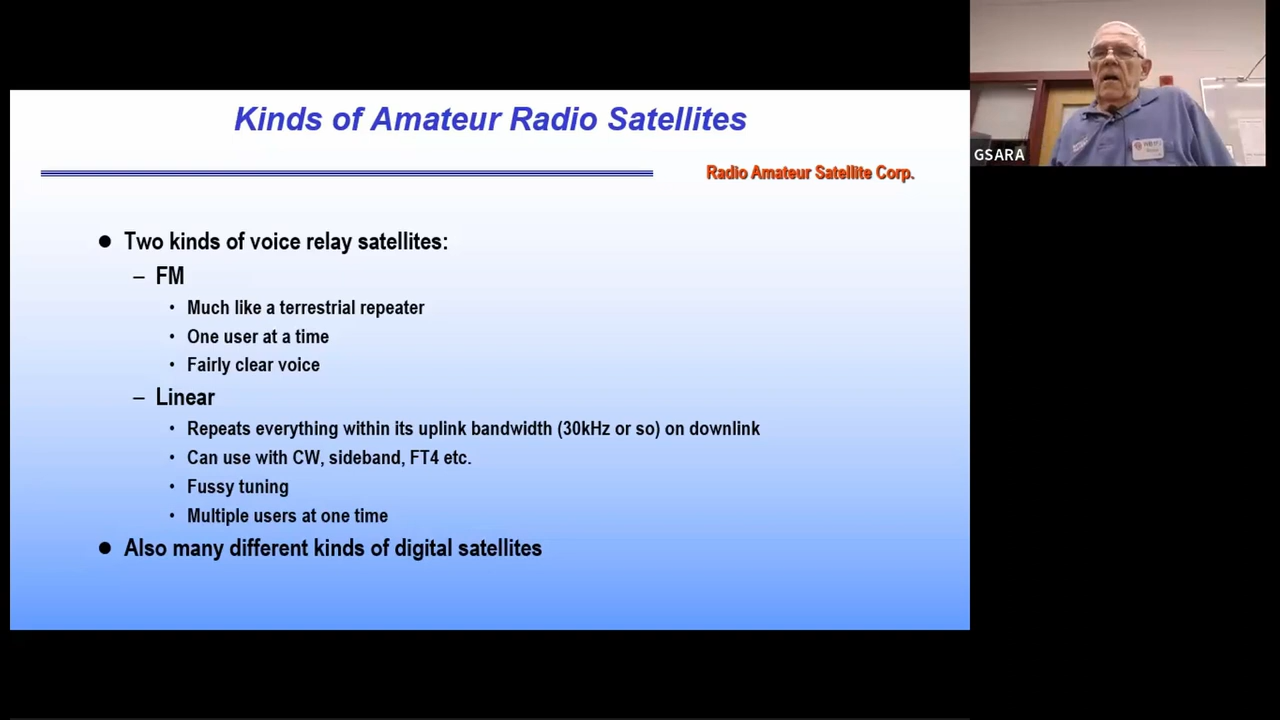 Kinds of Amateur Radio Satellites
Radio Amateur Satellite Corp.
GSARA
● Two kinds of voice relay satellites:
– FM
• Much like a terrestrial repeater
• One user at a time
• Fairly clear voice
– Linear
• Repeats everything within its uplink bandwidth (30kHz or so) on downlink
• Can use with CW, sideband, FT4 etc.
• Fussy tuning
• Multiple users at one time
● Also many different kinds of digital satellites